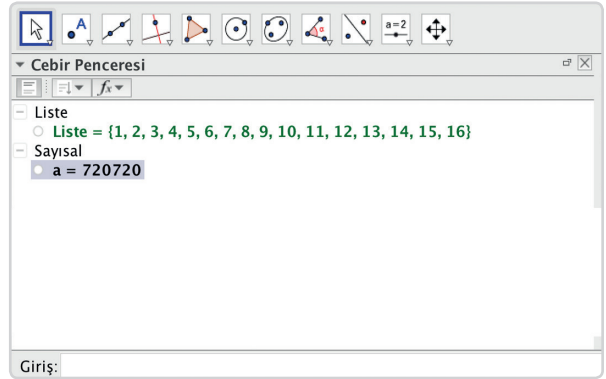 A
α
a=2
Cebir Penceresi
fx
Liste
Liste = {1, 2, 3, 4, 5, 6, 7, 8, 9, 10, 11, 12, 13, 14, 15, 16}
Sayısal
a = 720720
Giriş: